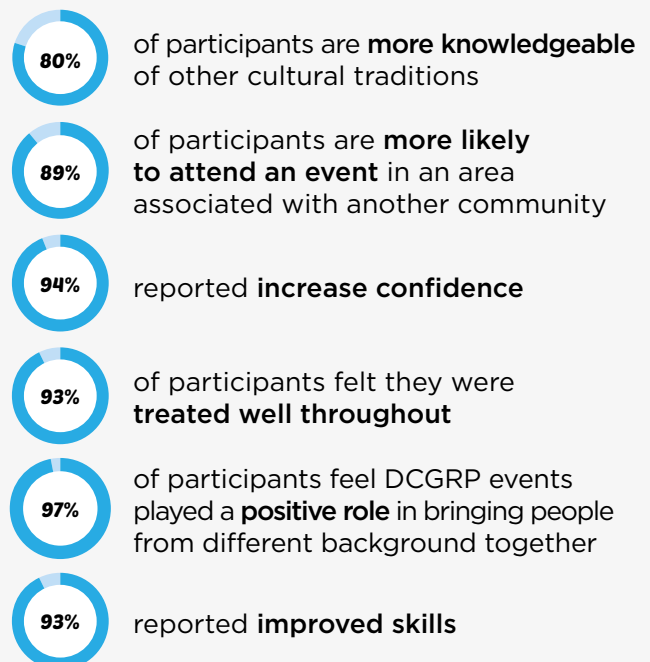 80%
of participants are more knowledgeable
of other cultural traditions
89%
of participants are more likely
to attend an event in an area
associated with another community
94%
reported increase confidence
93%
of participants felt they were
treated well throughout
97%
of participants feel DCGRP events
played a positive role in bringing people
from different background together
93%
reported improved skills